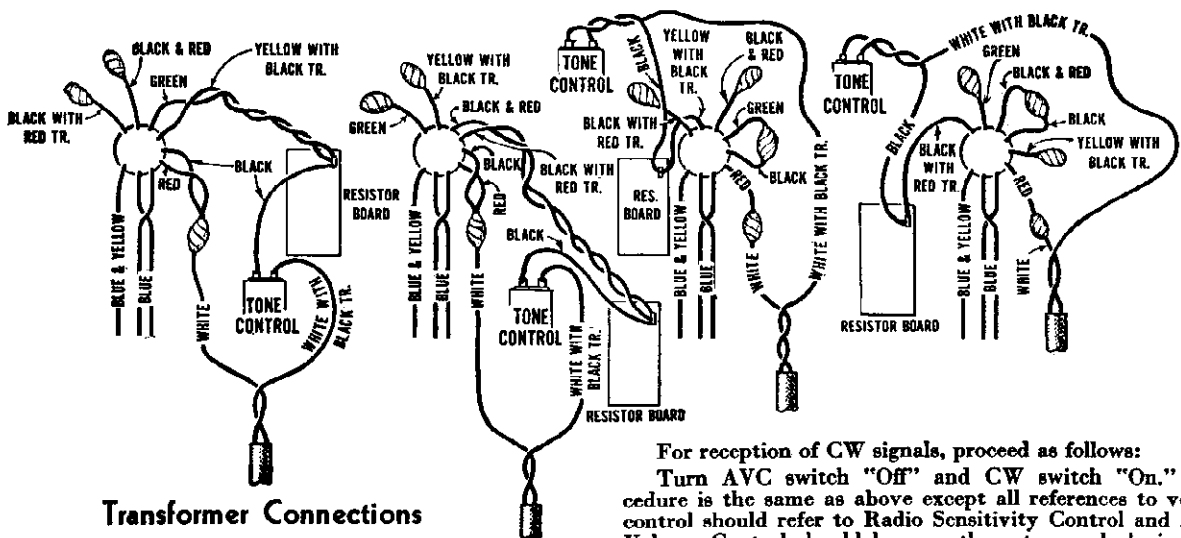 BLACK & RED
GREEN
YELLOW WITH
BLACK TR.
BLACK WITH
RED TR.
RED
BLACK
RESISTOR
BOARD
BLUE & YELLOW
BLUE
WHITE
TONE
CONTROL
WHITE WITH
BLACK TR.
YELLOW WITH
BLACK TR.
GREEN
BLACK & RED
BLACK
BLACK WITH
RED TR.
RED
BLUE & YELLOW
BLUE
WHITE
BLACK
TONE
CONTROL
WHITE WITH
BLACK TR.
RESISTOR BOARD
TONE
CONTROL
BLACK
YELLOW
WITH
BLACK
TR.
BLACK
& RED
GREEN
BLACK WITH
RED TR.
BLACK
RES.
BOARD
RED
BLUE & YELLOW
BLUE
WHITE
WHITE WITH BLACK TR.
WHITE WITH BLACK TR.
TONE
CONTROL
GREEN
BLACK & RED
BLACK
BLACK
YELLOW WITH
BLACK TR.
BLACK
WITH
RED TR.
RED
BLUE & YELLOW
BLUE
WHITE
RESISTOR BOARD
Transformer Connections
For reception of CW signals, proceed as follows:
Turn AVC switch "Off" and CW switch "On."
cedure is the same as above except all references to
control should refer to Radio Sensitivity Control and